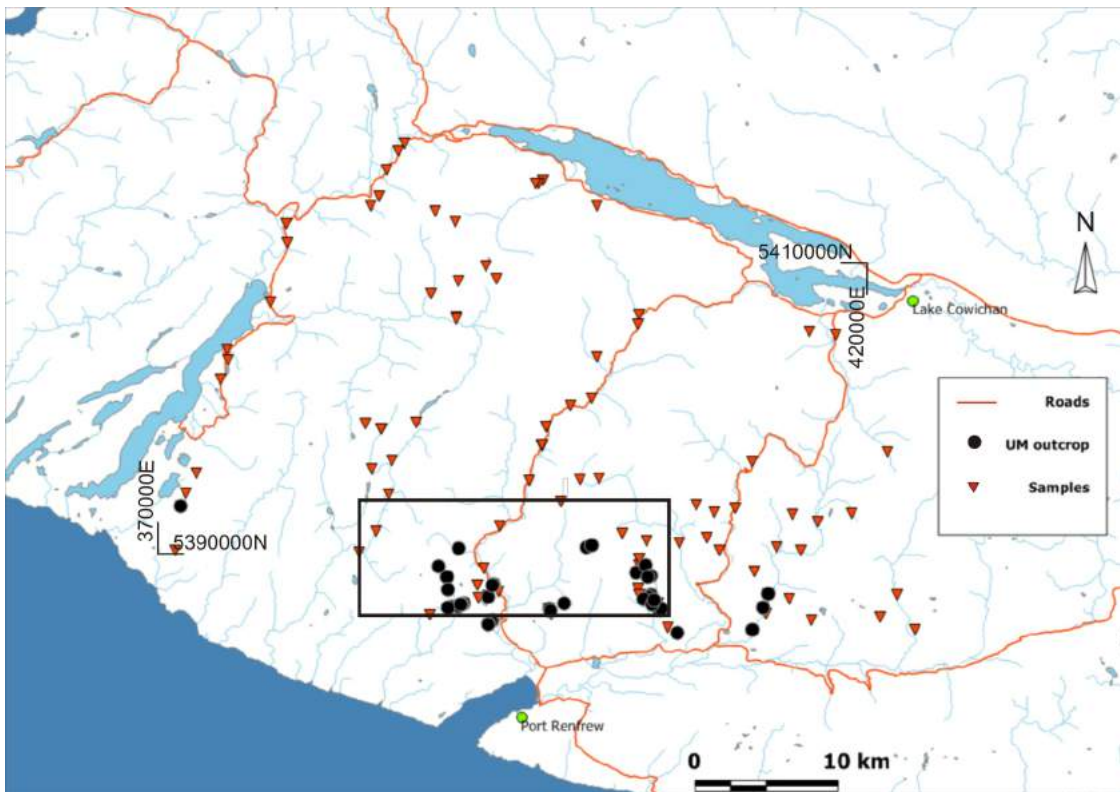 N
5410000N
420000E
Lake Cowichan
Roads
UM outcrop
Samples
370000E
5390000N
Port Renfrew
0 10 km